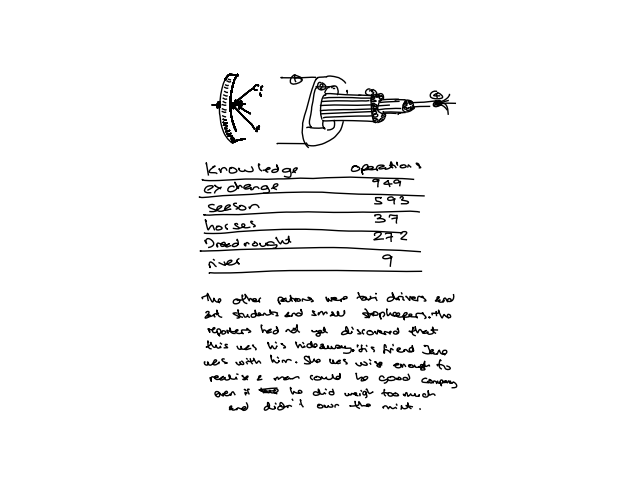 Knowledge operations
exchange 949
season 593
horses 37
Dreadnought 272
river 9
The other patrons were taxi drivers and
art students and small shopkeepers. The
reporters had not yet discovered that
this was his hideaway. His friend Jane
was with him. She was wise enough to
realise a man could be good company
even if he did weigh too much
and didn't own the mint.